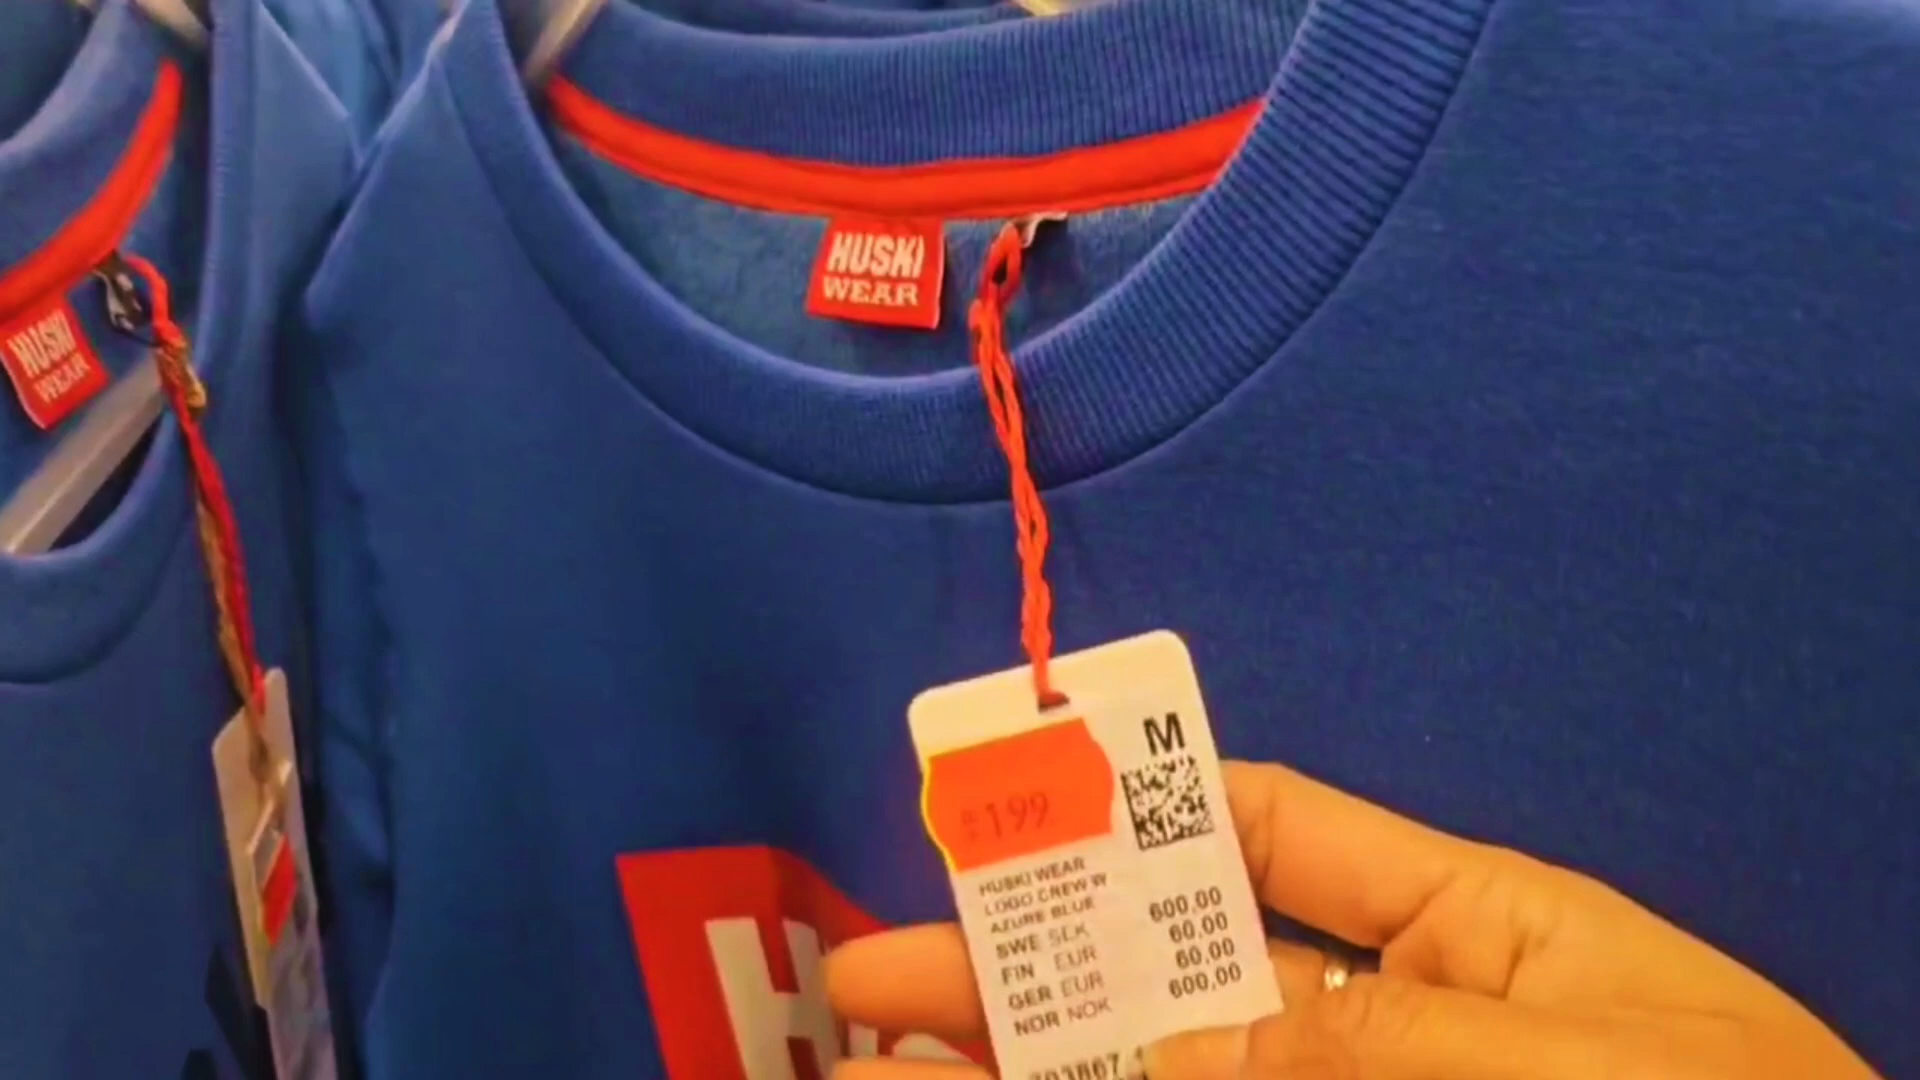 HUSKI
WEAR
HUSKI
WEAR
M
199
HUSKI WEAR
LOGO CREW W
AZURE BLUE
SWE SEK 600,00
FIN EUR 60,00
GER EUR 60,00
NOR NOK 600,00
H